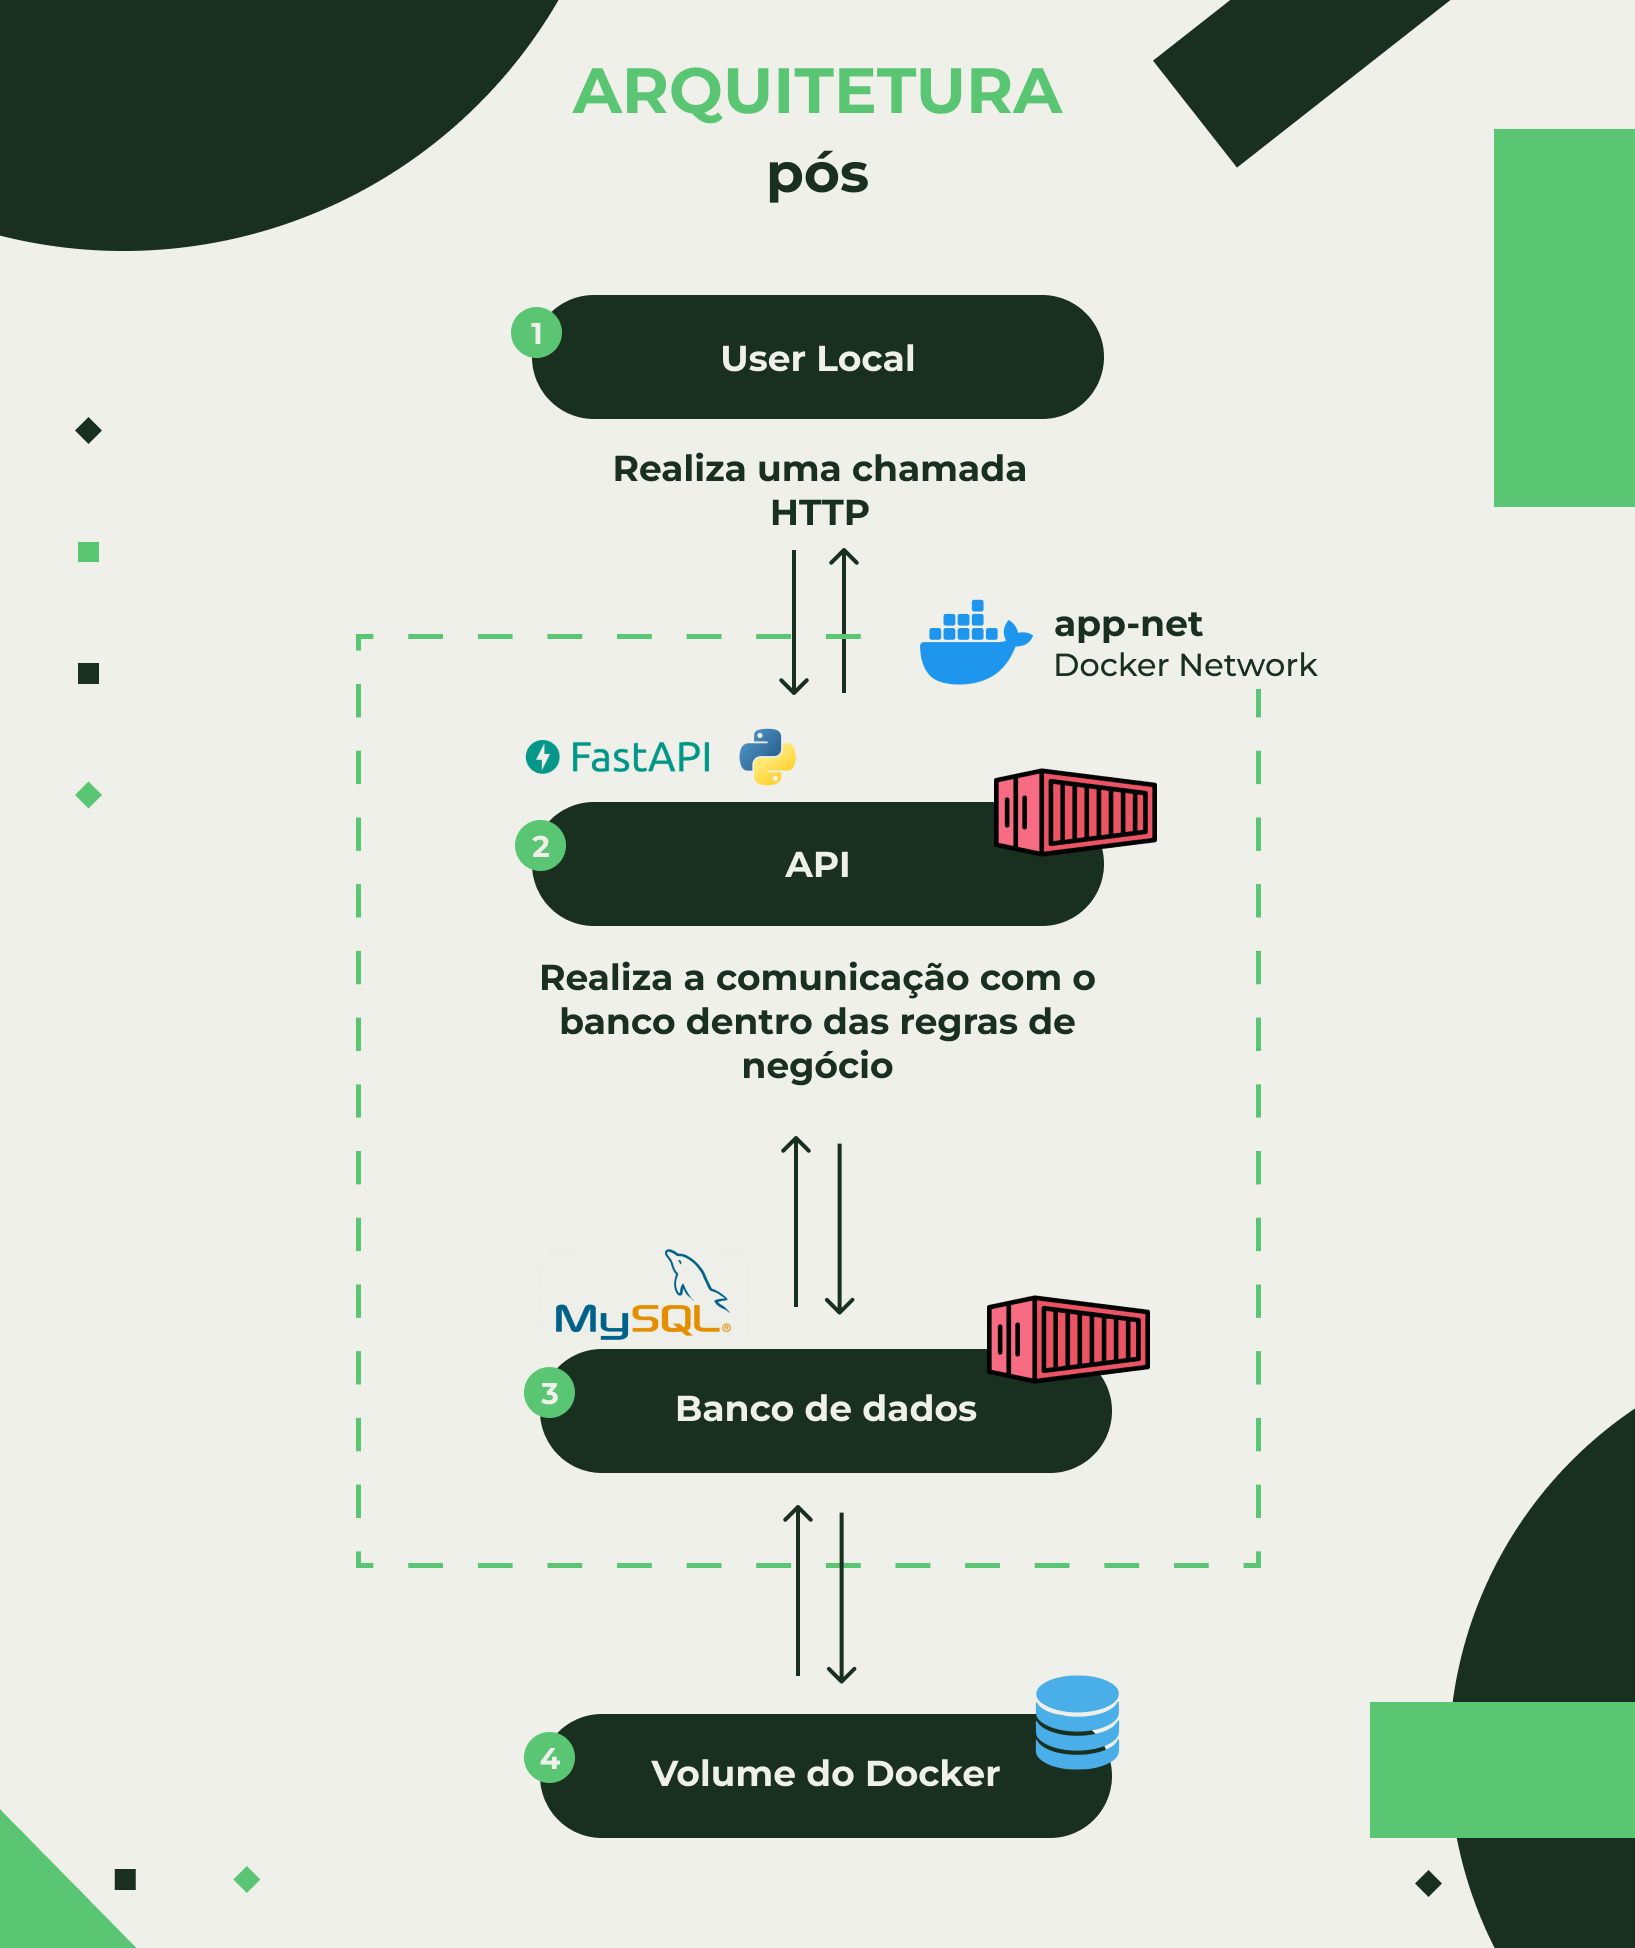 ARQUITETURA
pós
1
User Local
Realiza uma chamada
HTTP
app-net
Docker Network
FastAPI
2
API
Realiza a comunicação com o
banco dentro das regras de
negócio
MySQL®
3
Banco de dados
4
Volume do Docker